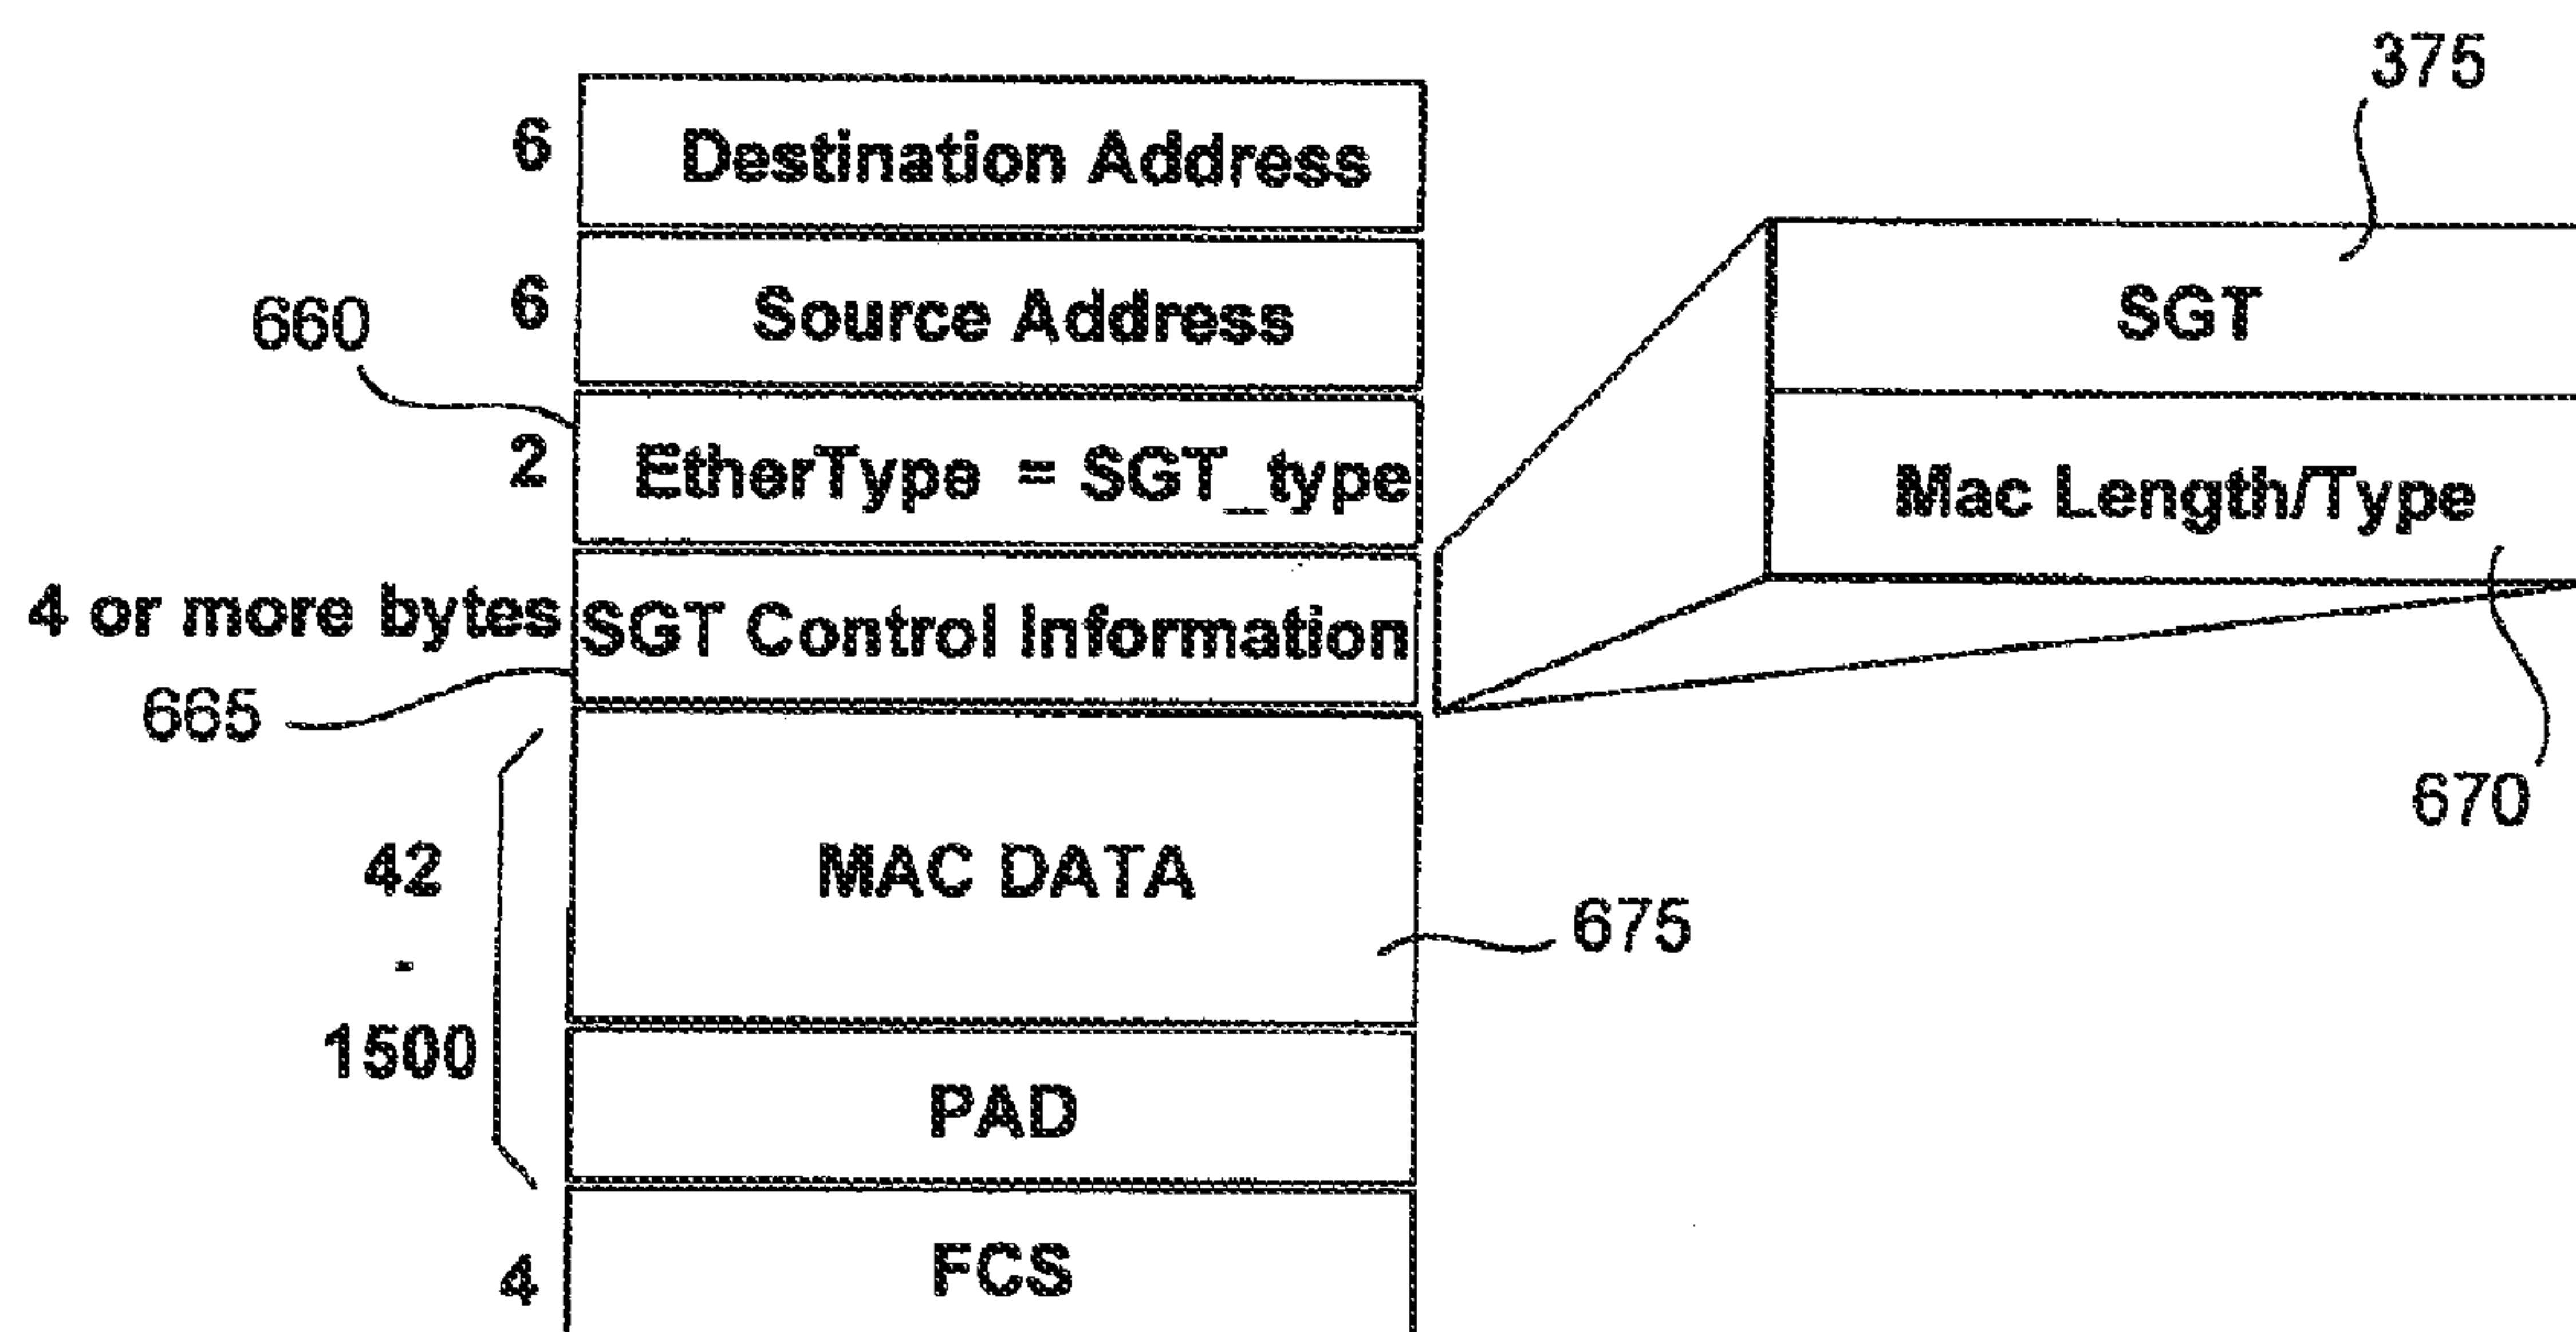 375
6
Destination Address
6
Source Address
SGT
660
2
EtherType = SGT_type
Mac Length/Type
4 or more bytes
SGT Control Information
665
670
42
-
1500
MAC DATA
675
PAD
4
FCS